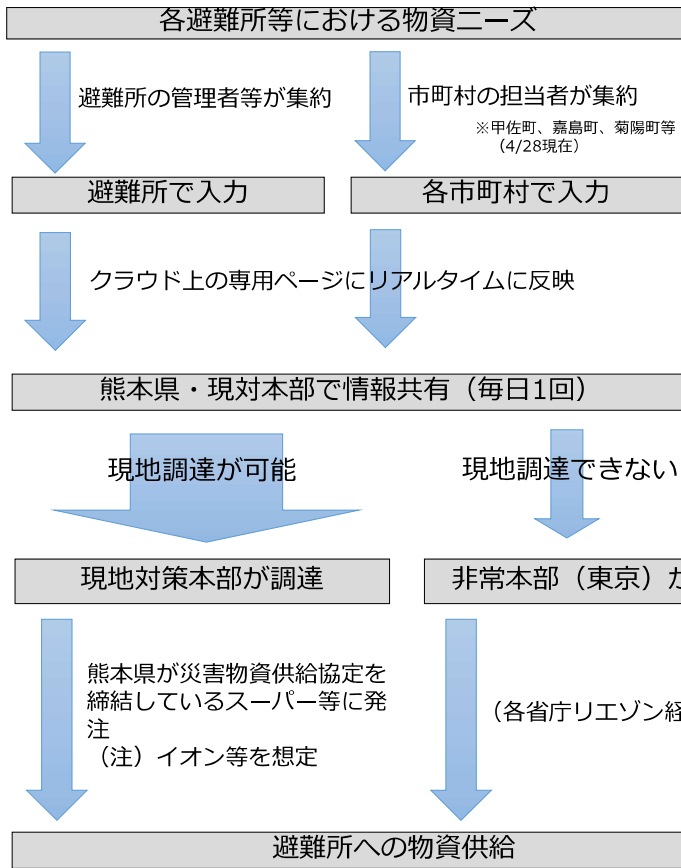 各避難所等における物資ニーズ
避難所の管理者等が集約
市町村の担当者が集約
※甲佐町、嘉島町、菊陽町等
（4/28現在）
避難所で入力
各市町村で入力
クラウド上の専用ページにリアルタイムに反映
熊本県・現対本部で情報共有（毎日1回）
現地調達が可能
現地調達できない
現地対策本部が調達
非常本部（東京）が
熊本県が災害物資供給協定を
締結しているスーパー等に発
注
（注）イオン等を想定
（各省庁リエゾン経
避難所への物資供給